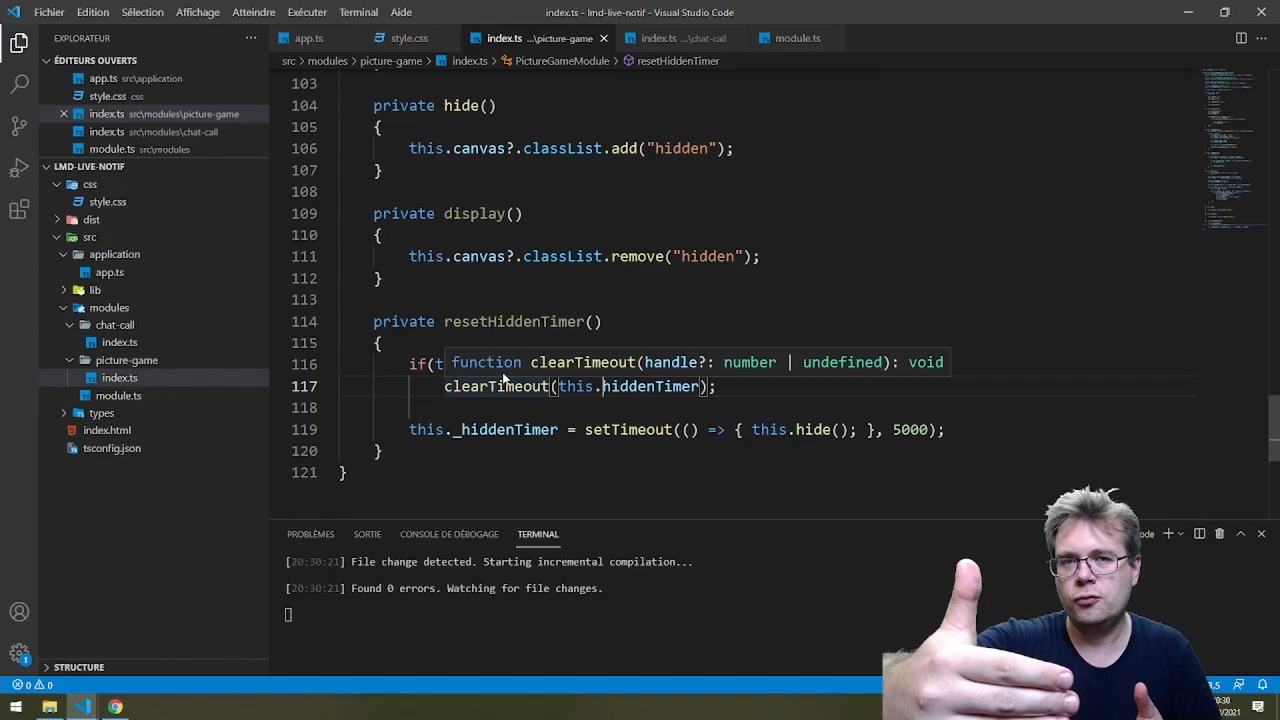 Fichier Edition Sélection Affichage Atteindre Exécuter Terminal Aide index.ts - lmd-live-notif - Visual Studio Code
EXPLORER ···
app.ts style.css index.ts ...\picture-game × index.ts ...\chat-call module.ts
src > modules > picture-game > index.ts > PictureGameModule > resetHiddenTimer
ÉDITEURS OUVERTS
app.ts src\application
style.css css
× index.ts src\modules\picture-game
index.ts src\modules\chat-call
module.ts src\modules
LMD-LIVE-NOTIF
css
style.css
dist
src
application
app.ts
lib
modules
chat-call
index.ts
picture-game
index.ts
module.ts
types
index.html
tsconfig.json
STRUCTURE
103
104 private hide()
105 {
106 this.canvas?.classList.add("hidden");
107 }
108
109 private display()
110 {
111 this.canvas?.classList.remove("hidden");
112 }
113
114 private resetHiddenTimer()
115 {
116 if(t
function clearTimeout(handle?: number | undefined): void
117 clearTimeout(this.hiddenTimer);
118
119 this._hiddenTimer = setTimeout(() => { this.hide(); }, 5000);
120 }
121 }
PROBLÈMES SORTIE CONSOLE DE DÉBOGAGE TERMINAL
[20:30:21] File change detected. Starting incremental compilation...
[20:30:21] Found 0 errors. Watching for file changes.
1
0 0